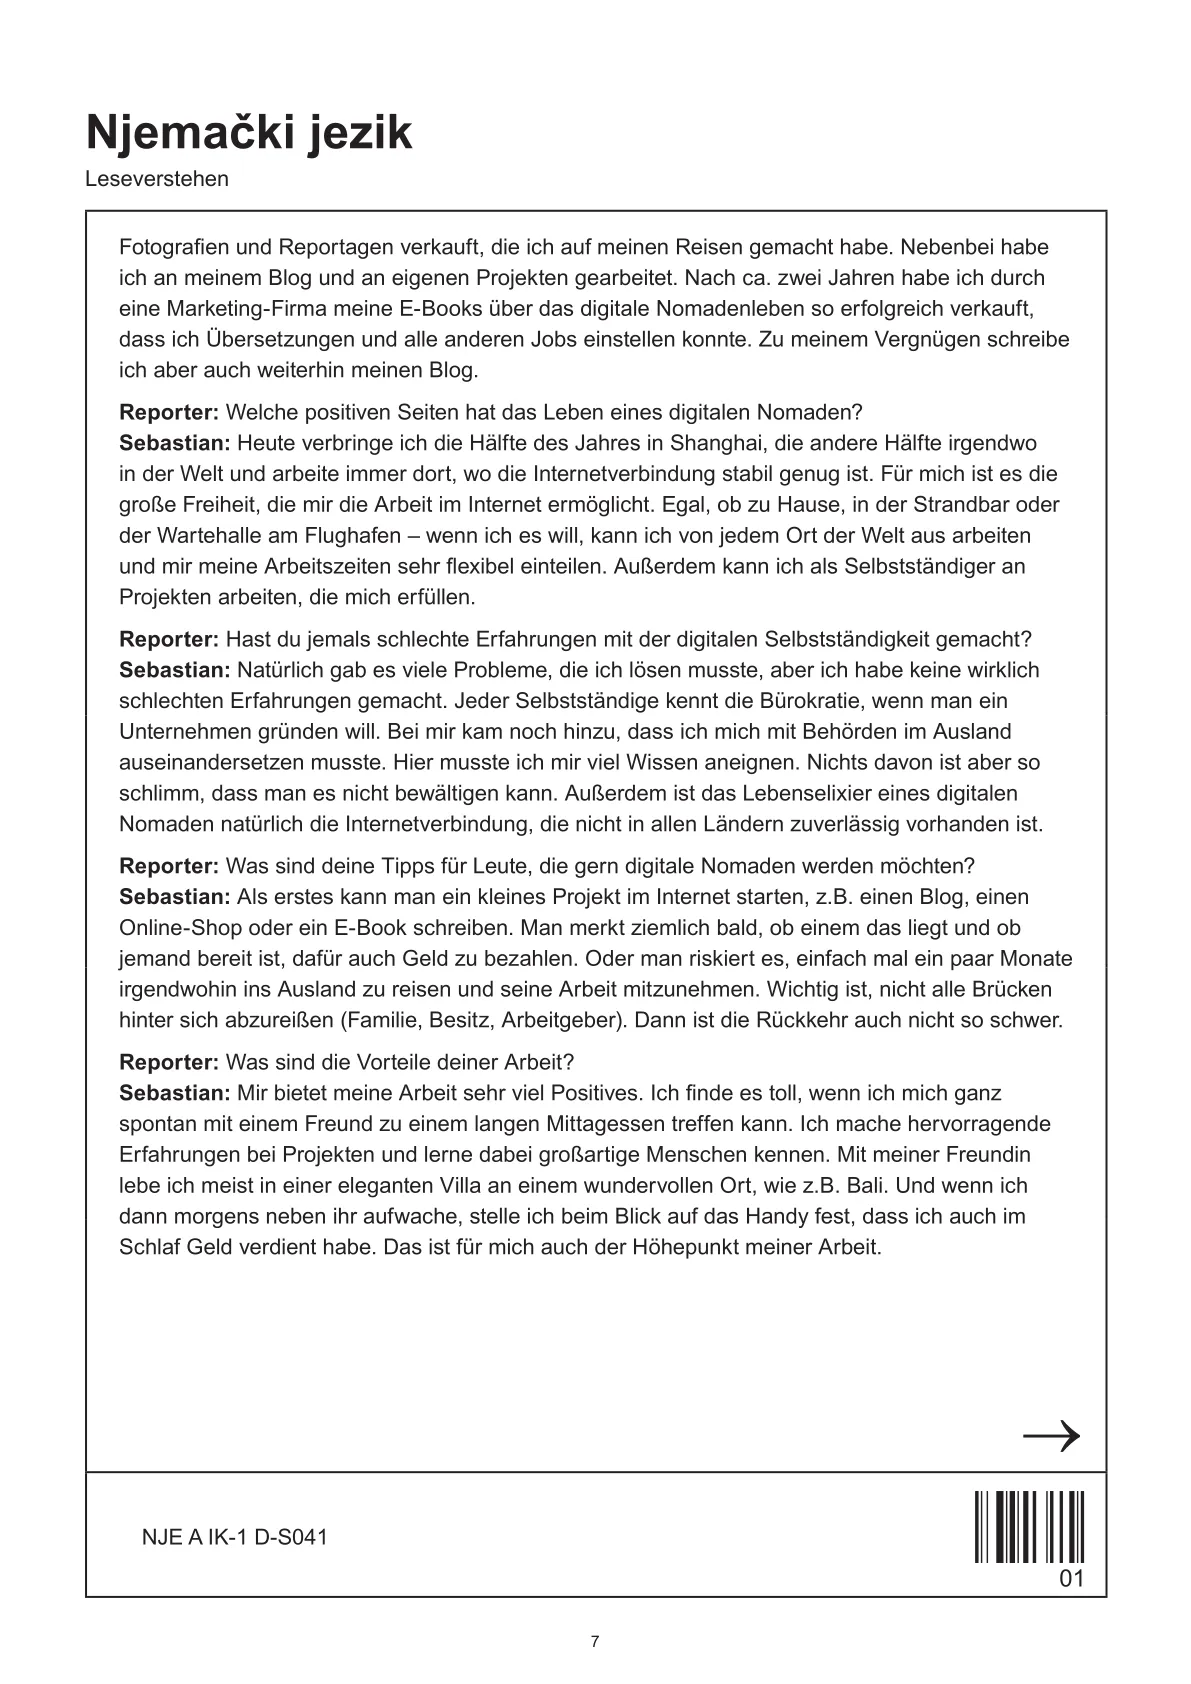 Njemački jezik
Leseverstehen
Fotografien und Reportagen verkauft, die ich auf meinen Reisen gemacht habe. Nebenbei habe
ich an meinem Blog und an eigenen Projekten gearbeitet. Nach ca. zwei Jahren habe ich durch
eine Marketing-Firma meine E-Books über das digitale Nomadenleben so erfolgreich verkauft,
dass ich Übersetzungen und alle anderen Jobs einstellen konnte. Zu meinem Vergnügen schreibe
ich aber auch weiterhin meinen Blog.
Reporter: Welche positiven Seiten hat das Leben eines digitalen Nomaden?
Sebastian: Heute verbringe ich die Hälfte des Jahres in Shanghai, die andere Hälfte irgendwo
in der Welt und arbeite immer dort, wo die Internetverbindung stabil genug ist. Für mich ist es die
große Freiheit, die mir die Arbeit im Internet ermöglicht. Egal, ob zu Hause, in der Strandbar oder
der Wartehalle am Flughafen – wenn ich es will, kann ich von jedem Ort der Welt aus arbeiten
und mir meine Arbeitszeiten sehr flexibel einteilen. Außerdem kann ich als Selbstständiger an
Projekten arbeiten, die mich erfüllen.
Reporter: Hast du jemals schlechte Erfahrungen mit der digitalen Selbstständigkeit gemacht?
Sebastian: Natürlich gab es viele Probleme, die ich lösen musste, aber ich habe keine wirklich
schlechten Erfahrungen gemacht. Jeder Selbstständige kennt die Bürokratie, wenn man ein
Unternehmen gründen will. Bei mir kam noch hinzu, dass ich mich mit Behörden im Ausland
auseinandersetzen musste. Hier musste ich mir viel Wissen aneignen. Nichts davon ist aber so
schlimm, dass man es nicht bewältigen kann. Außerdem ist das Lebenselixier eines digitalen
Nomaden natürlich die Internetverbindung, die nicht in allen Ländern zuverlässig vorhanden ist.
Reporter: Was sind deine Tipps für Leute, die gern digitale Nomaden werden möchten?
Sebastian: Als erstes kann man ein kleines Projekt im Internet starten, z.B. einen Blog, einen
Online-Shop oder ein E-Book schreiben. Man merkt ziemlich bald, ob einem das liegt und ob
jemand bereit ist, dafür auch Geld zu bezahlen. Oder man riskiert es, einfach mal ein paar Monate
irgendwohin ins Ausland zu reisen und seine Arbeit mitzunehmen. Wichtig ist, nicht alle Brücken
hinter sich abzureißen (Familie, Besitz, Arbeitgeber). Dann ist die Rückkehr auch nicht so schwer.
Reporter: Was sind die Vorteile deiner Arbeit?
Sebastian: Mir bietet meine Arbeit sehr viel Positives. Ich finde es toll, wenn ich mich ganz
spontan mit einem Freund zu einem langen Mittagessen treffen kann. Ich mache hervorragende
Erfahrungen bei Projekten und lerne dabei großartige Menschen kennen. Mit meiner Freundin
lebe ich meist in einer eleganten Villa an einem wundervollen Ort, wie z.B. Bali. Und wenn ich
dann morgens neben ihr aufwache, stelle ich beim Blick auf das Handy fest, dass ich auch im
Schlaf Geld verdient habe. Das ist für mich auch der Höhepunkt meiner Arbeit.
NJE A IK-1 D-S041
01
7